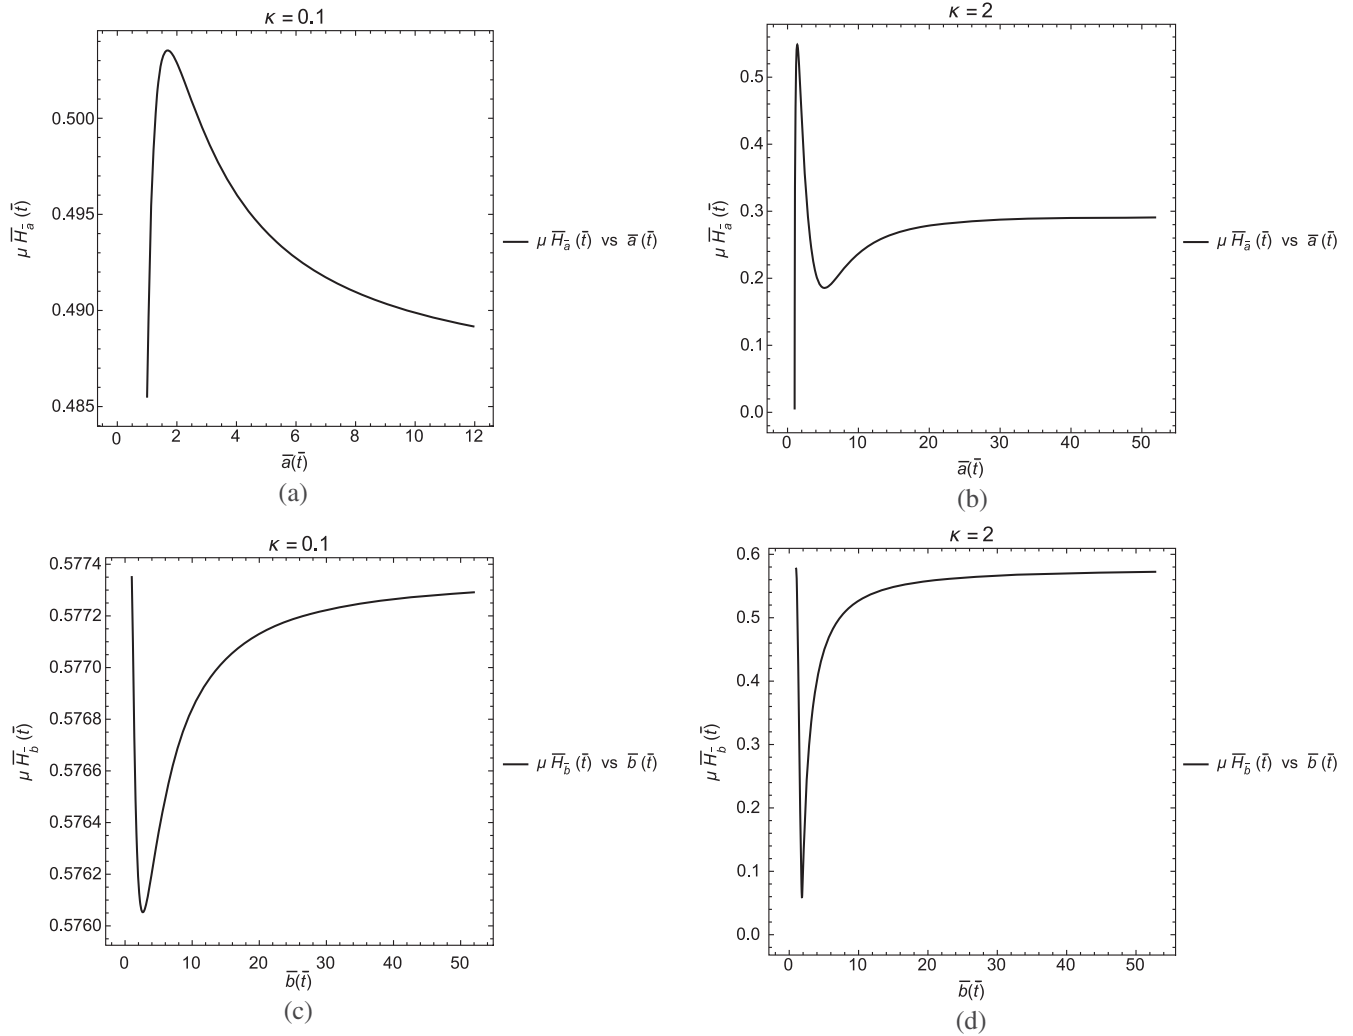 κ = 0.1
0.500
0.495
0.490
0.485
μ H̅ₐ̄ (t̄)
0 2 4 6 8 10 12
a̅(t̄)
μ H̅ₐ̄ (t̄) vs a̅ (t̄)
(a)
κ = 2
0.5
0.4
0.3
0.2
0.1
0.0
μ H̅ₐ̄ (t̄)
0 10 20 30 40 50
a̅(t̄)
μ H̅ₐ̄ (t̄) vs a̅ (t̄)
(b)
κ = 0.1
0.5774
0.5772
0.5770
0.5768
0.5766
0.5764
0.5762
0.5760
μ H̅_b̄ (t̄)
0 10 20 30 40 50
b̅(t̄)
μ H̅_b̄ (t̄) vs b̅ (t̄)
(c)
κ = 2
0.6
0.5
0.4
0.3
0.2
0.1
0.0
μ H̅_b̄ (t̄)
0 10 20 30 40 50
b̅(t̄)
μ H̅_b̄ (t̄) vs b̅ (t̄)
(d)